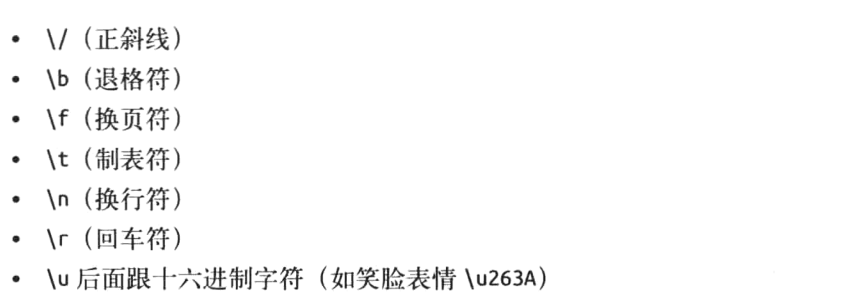 • \/（正斜线）
• \b（退格符）
• \f（换页符）
• \t（制表符）
• \n（换行符）
• \r（回车符）
• \u 后面跟十六进制字符（如笑脸表情 \u263A）